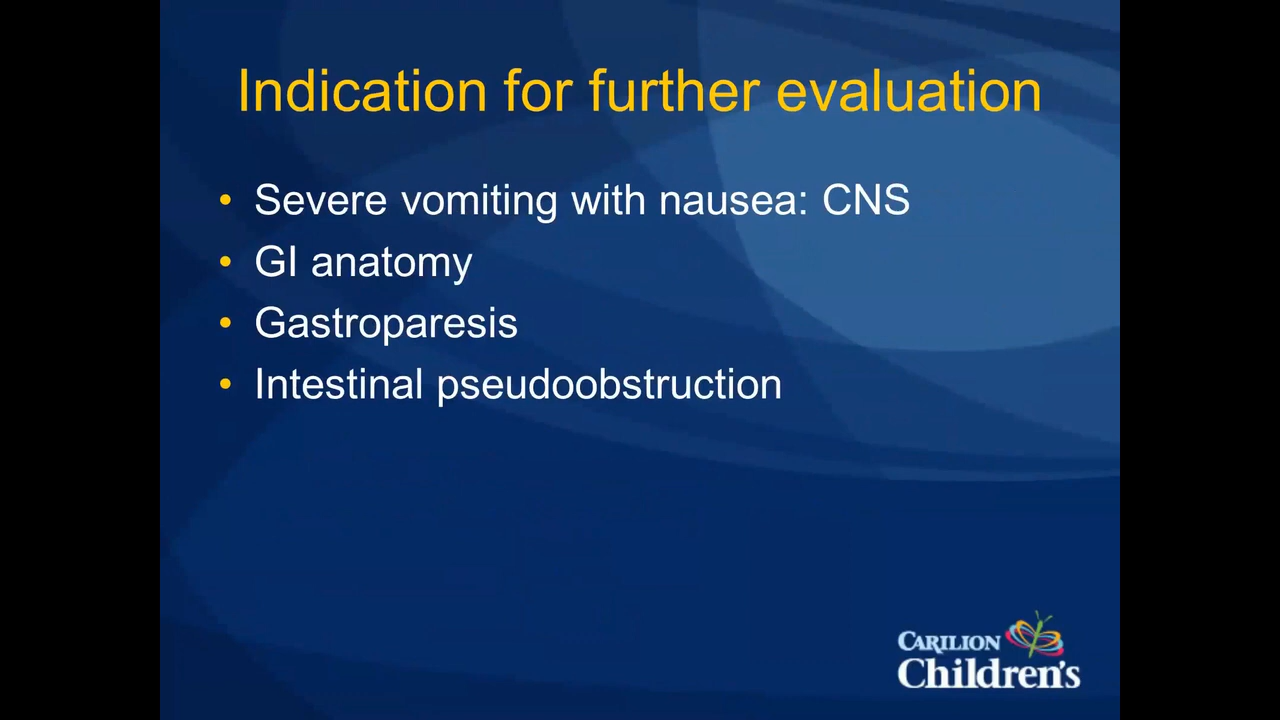 Indication for further evaluation
• Severe vomiting with nausea: CNS
• GI anatomy
• Gastroparesis
• Intestinal pseudoobstruction
CARILION
Children's